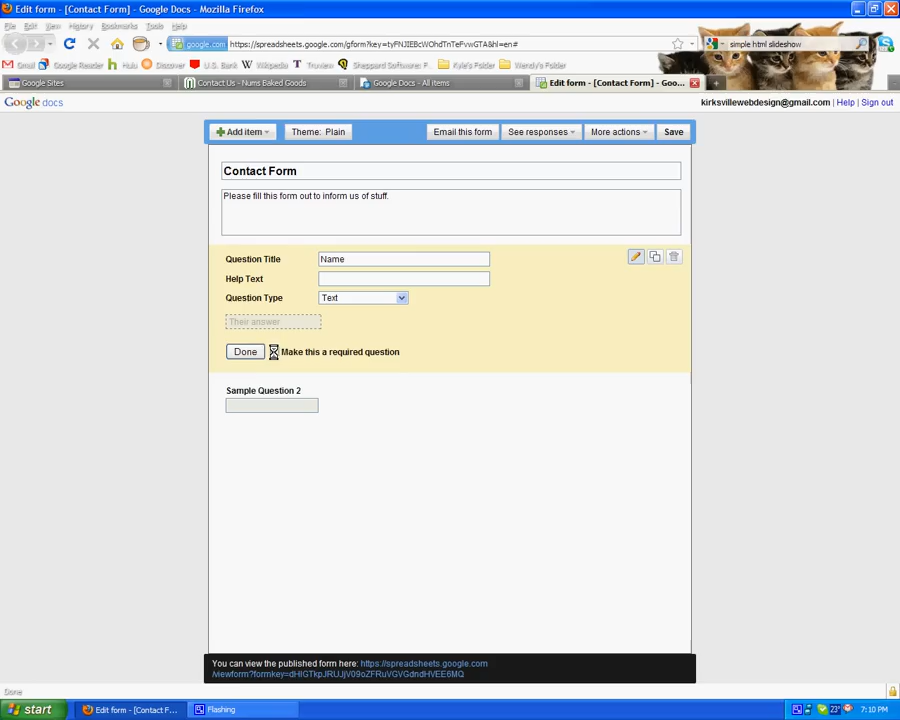 Edit form - [Contact Form] - Google Docs - Mozilla Firefox
File Edit View History Bookmarks Tools Help
google.com https://spreadsheets.google.com/gform?key=tyFNJIEBcWOhdTnTeFvwGTA&hl=en#
simple html slideshow
Gmail Google Reader Hulu Discover U.S. Bank Wikipedia Truview Sheppard Software: F... Kyle's Folder Wendy's Folder
Google Sites
Contact Us - Nums Baked Goods
Google Docs - All items
Edit form - [Contact Form] - Goo...
Google docs
kirksvillewebdesign@gmail.com | Help | Sign out
Add item
Theme: Plain
Email this form
See responses
More actions
Save
Contact Form
Please fill this form out to inform us of stuff.
Question Title Name
Help Text
Question Type Text
Their answer
Done Make this a required question
Sample Question 2
You can view the published form here: https://spreadsheets.google.com
/viewform?formkey=dHlGTkpJRUJjV09oZFRuVGVGdndHVEE6MQ
Done
start
Edit form - [Contact F...
Flashing
23°
7:10 PM